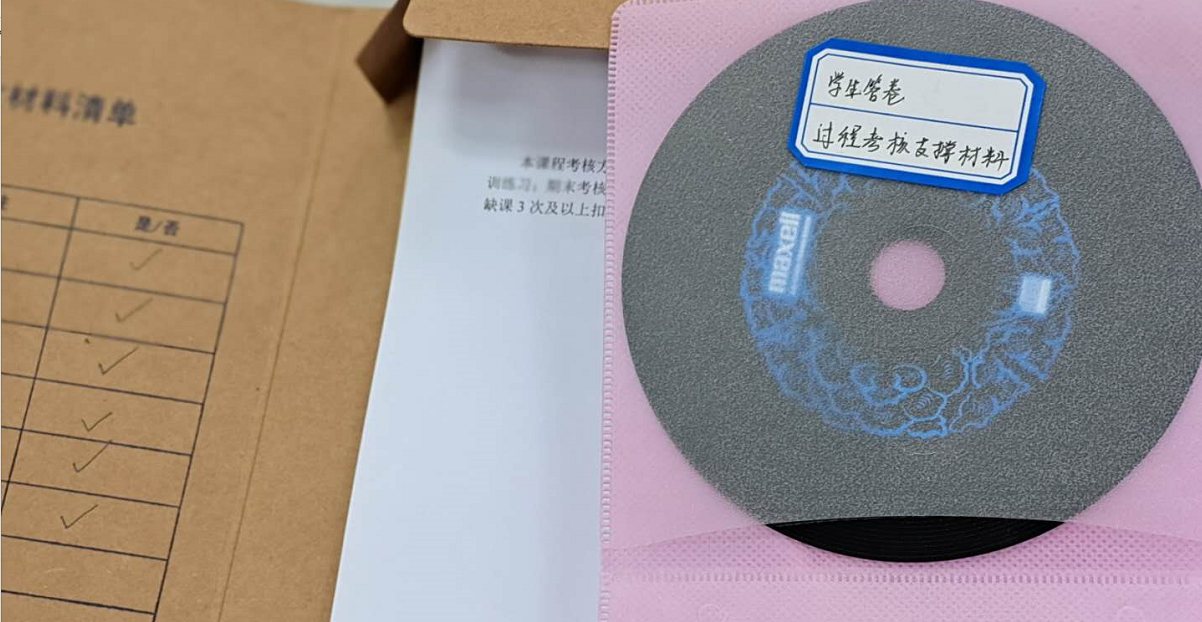 材料清单
是/否
本课程考核方
训练习；期末考核
缺课3次及以上扣
学生答卷
过程考核支撑材料
maxell